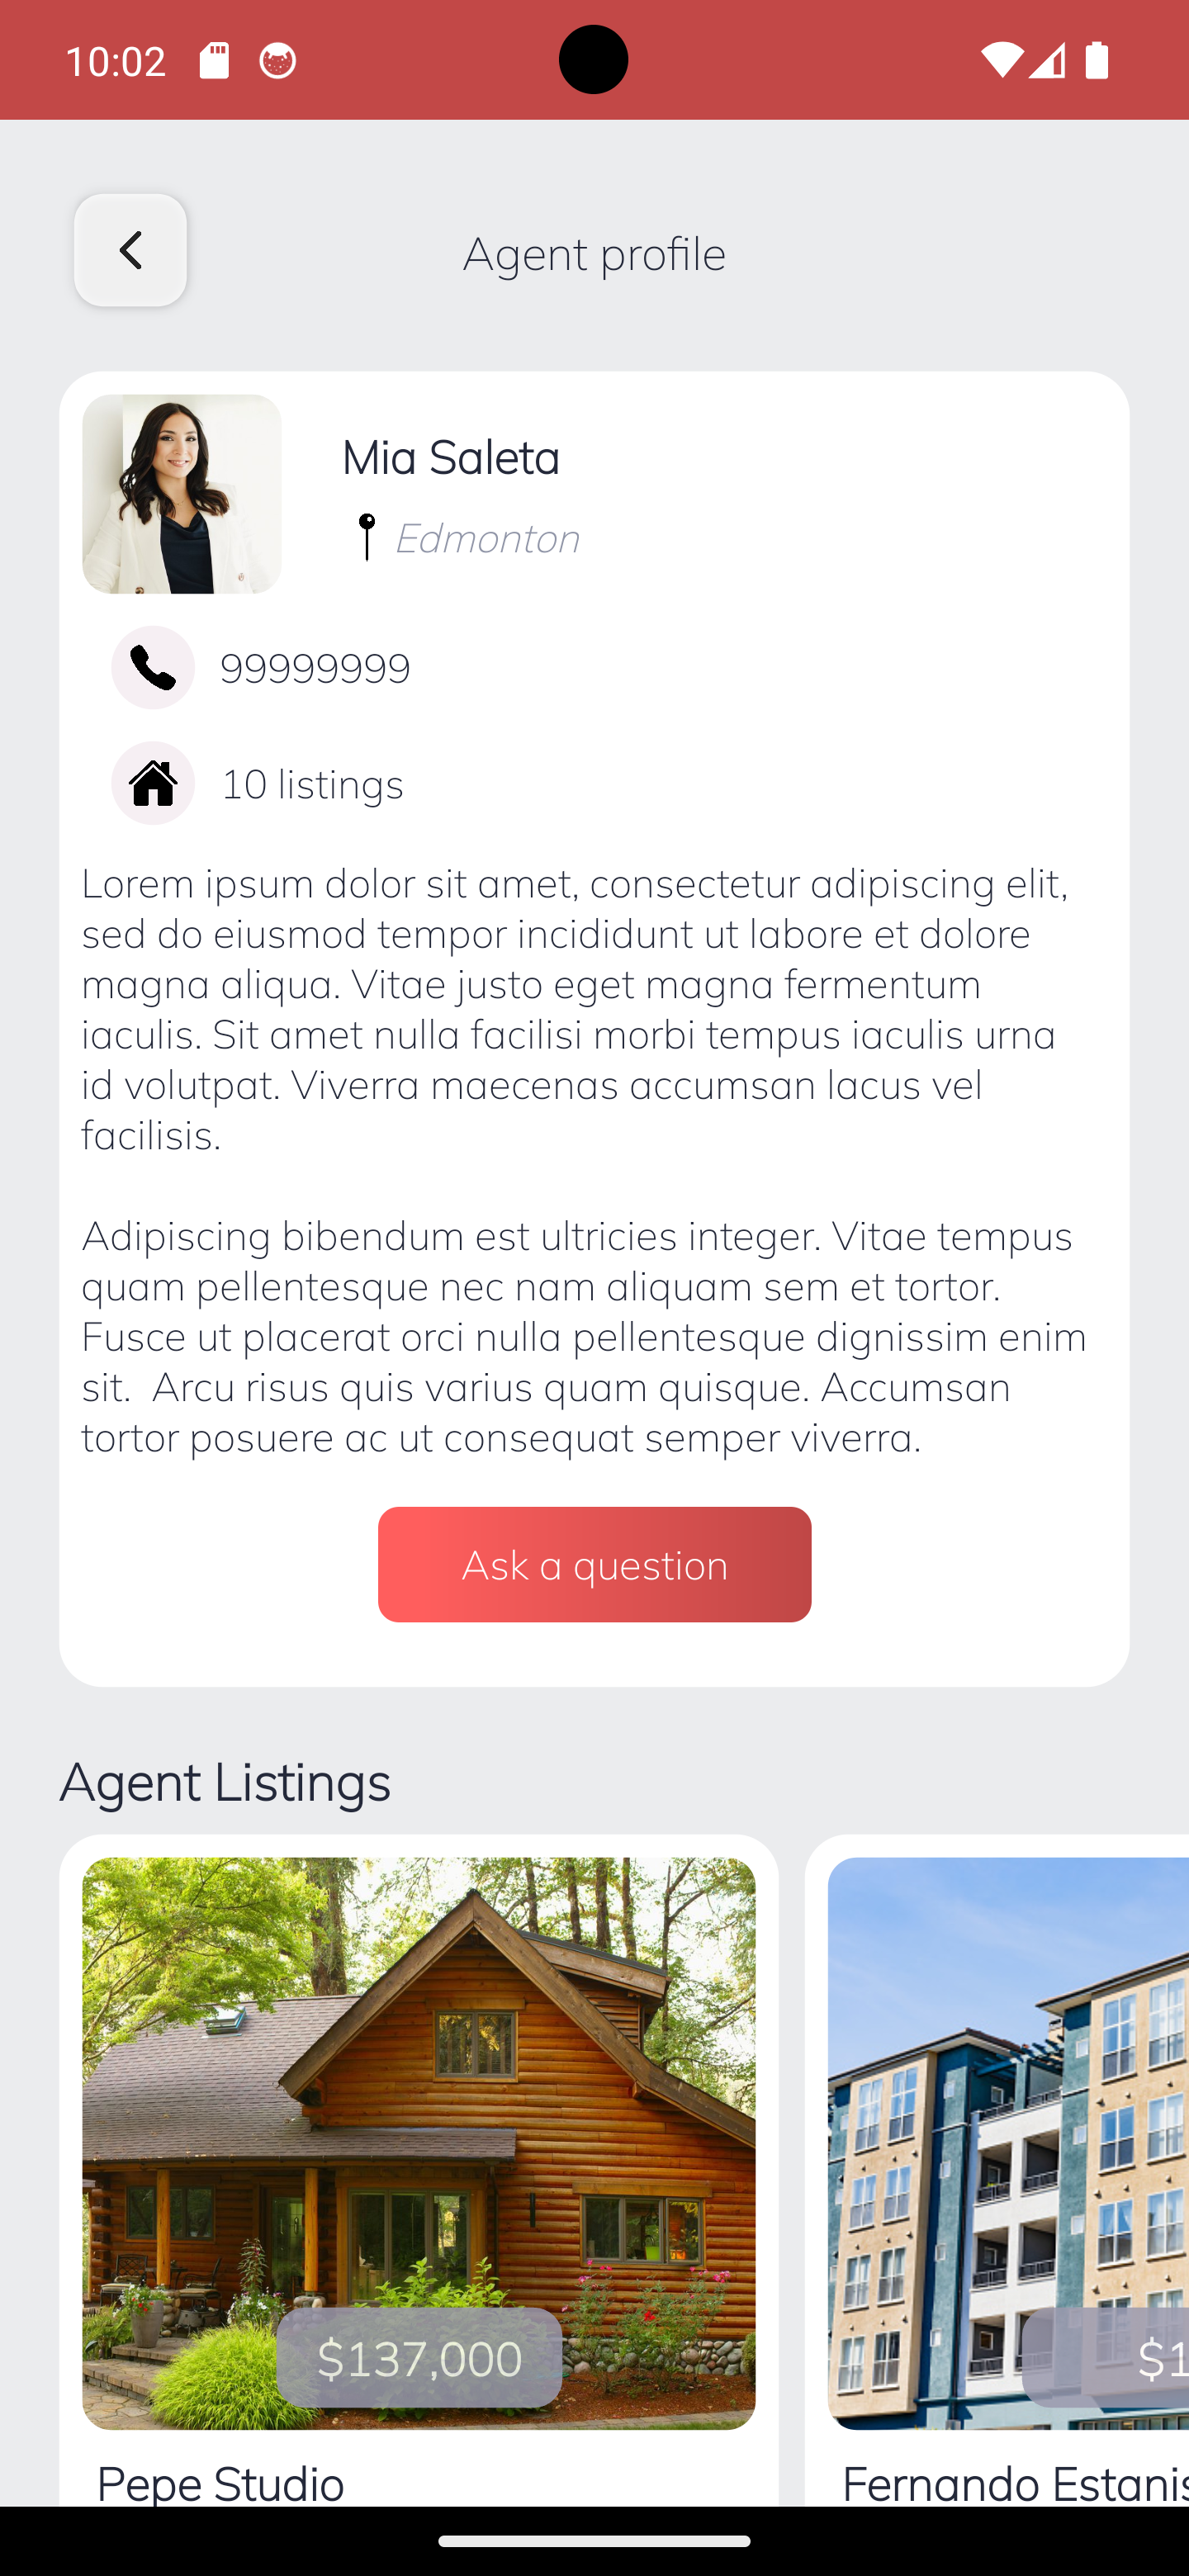 10:02
Agent profile
Mia Saleta
Edmonton
99999999
10 listings
Lorem ipsum dolor sit amet, consectetur adipiscing elit,
sed do eiusmod tempor incididunt ut labore et dolore
magna aliqua. Vitae justo eget magna fermentum
iaculis. Sit amet nulla facilisi morbi tempus iaculis urna
id volutpat. Viverra maecenas accumsan lacus vel
facilisis.
Adipiscing bibendum est ultricies integer. Vitae tempus
quam pellentesque nec nam aliquam sem et tortor.
Fusce ut placerat orci nulla pellentesque dignissim enim
sit.  Arcu risus quis varius quam quisque. Accumsan
tortor posuere ac ut consequat semper viverra.
Ask a question
Agent Listings
$137,000
$1
Pepe Studio
Fernando